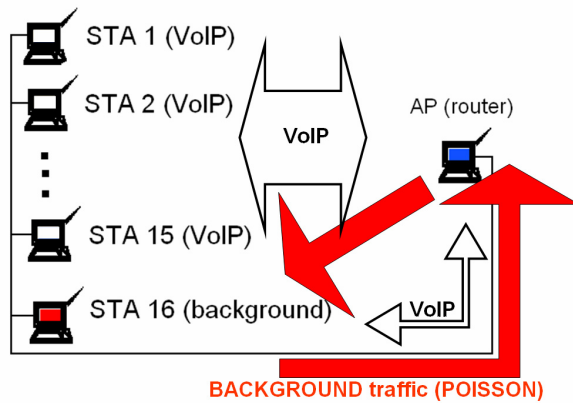 STA 1 (VoIP)
STA 2 (VoIP)
AP (router)
VoIP
STA 15 (VoIP)
STA 16 (background)
VoIP
BACKGROUND traffic (POISSON)